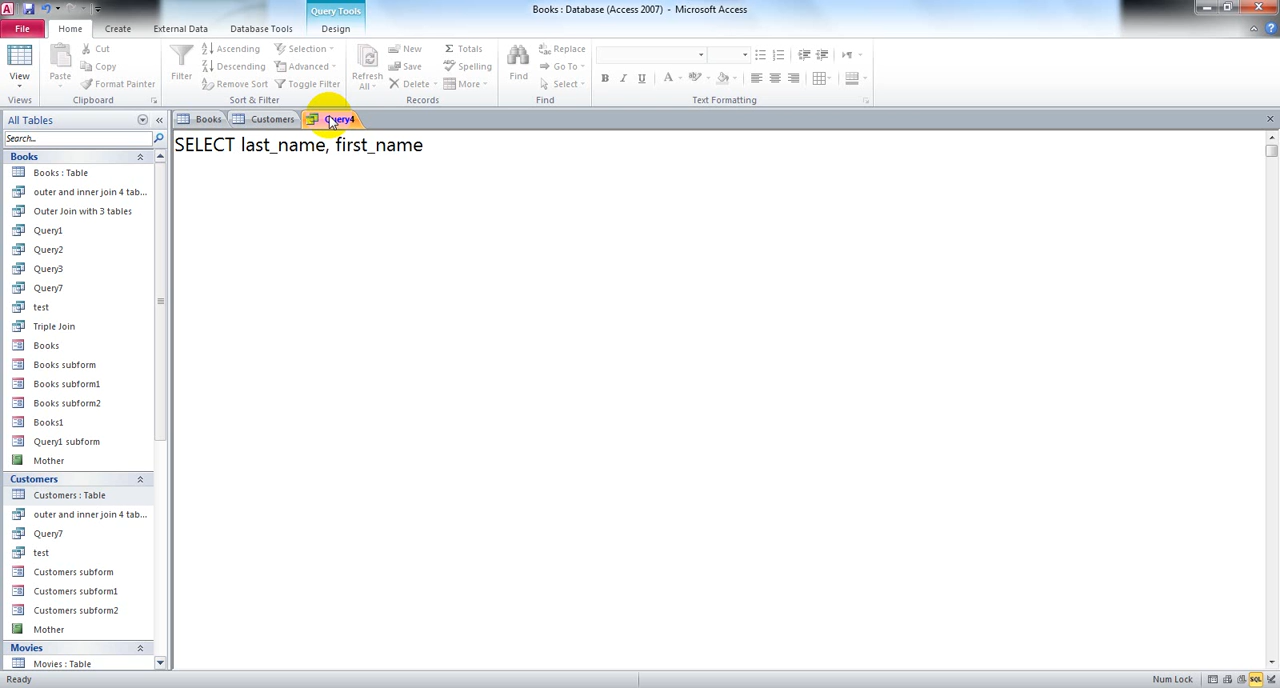 Query Tools
Books : Database (Access 2007) - Microsoft Access
File Home Create External Data Database Tools Design
View
Views
Paste
Cut
Copy
Format Painter
Clipboard
Filter
Ascending
Descending
Remove Sort
Selection
Advanced
Toggle Filter
Sort & Filter
Refresh
All
New
Save
Delete
Totals
Spelling
More
Records
Find
Replace
Go To
Select
Find
B I U A
Text Formatting
All Tables
Search...
Books
Books : Table
outer and inner join 4 tab...
Outer Join with 3 tables
Query1
Query2
Query3
Query7
test
Triple Join
Books
Books subform
Books subform1
Books subform2
Books1
Query1 subform
Mother
Customers
Customers : Table
outer and inner join 4 tab...
Query7
test
Customers subform
Customers subform1
Customers subform2
Mother
Movies
Movies : Table
Books Customers Query4
SELECT last_name, first_name
Ready
Num Lock
SQL